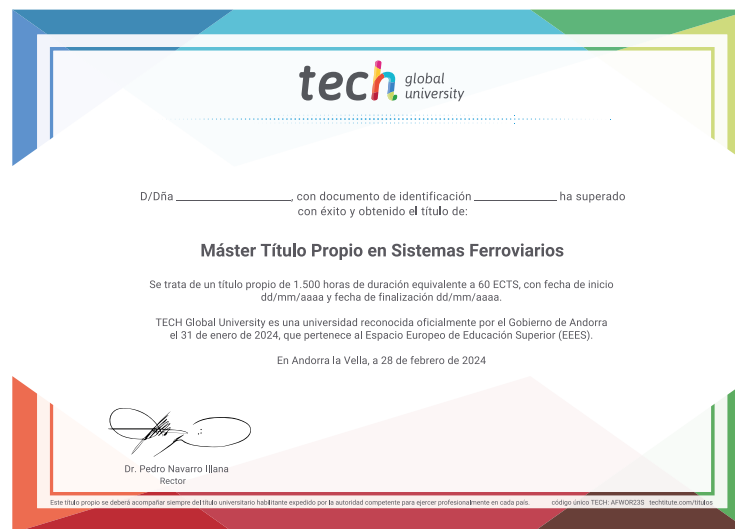 tech global
university
D/Dña ____________________, con documento de identificación ______________ ha superado
con éxito y obtenido el título de:
Máster Título Propio en Sistemas Ferroviarios
Se trata de un título propio de 1.500 horas de duración equivalente a 60 ECTS, con fecha de inicio
dd/mm/aaaa y fecha de finalización dd/mm/aaaa.
TECH Global University es una universidad reconocida oficialmente por el Gobierno de Andorra
el 31 de enero de 2024, que pertenece al Espacio Europeo de Educación Superior (EEES).
En Andorra la Vella, a 28 de febrero de 2024
Dr. Pedro Navarro Illana
Rector
Este título propio se deberá acompañar siempre del título universitario habilitante expedido por la autoridad competente para ejercer profesionalmente en cada país. código único TECH: AFWOR23S techtitute.com/titulos